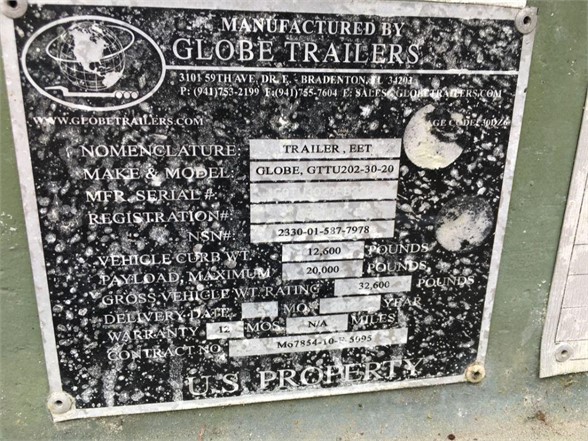 MANUFACTURED BY
GLOBE TRAILERS
3101 59TH AVE. DR. E. - BRADENTON, FL 34203
P: (941)753-2199 F:(941)755-7604 E: SALES@GLOBETRAILERS.COM
WWW.GLOBETRAILERS.COM
NOMENCLATURE: TRAILER, EET
MAKE & MODEL: GLOBE, GTTU202-30-20
MFR. SERIAL #:
REGISTRATION#:
NSN# 2330-01-587-7978
VEHICLE CURB WT. 12,600 POUNDS
PAYLOAD, MAXIMUM 20,000 POUNDS
GROSS VEHICLE WT. RATING 32,600 POUNDS
DELIVERY DATE MO. YEAR
WARRANTY 12 MOS. N/A MILES
CONTRACT NO.
U.S. PROPERTY